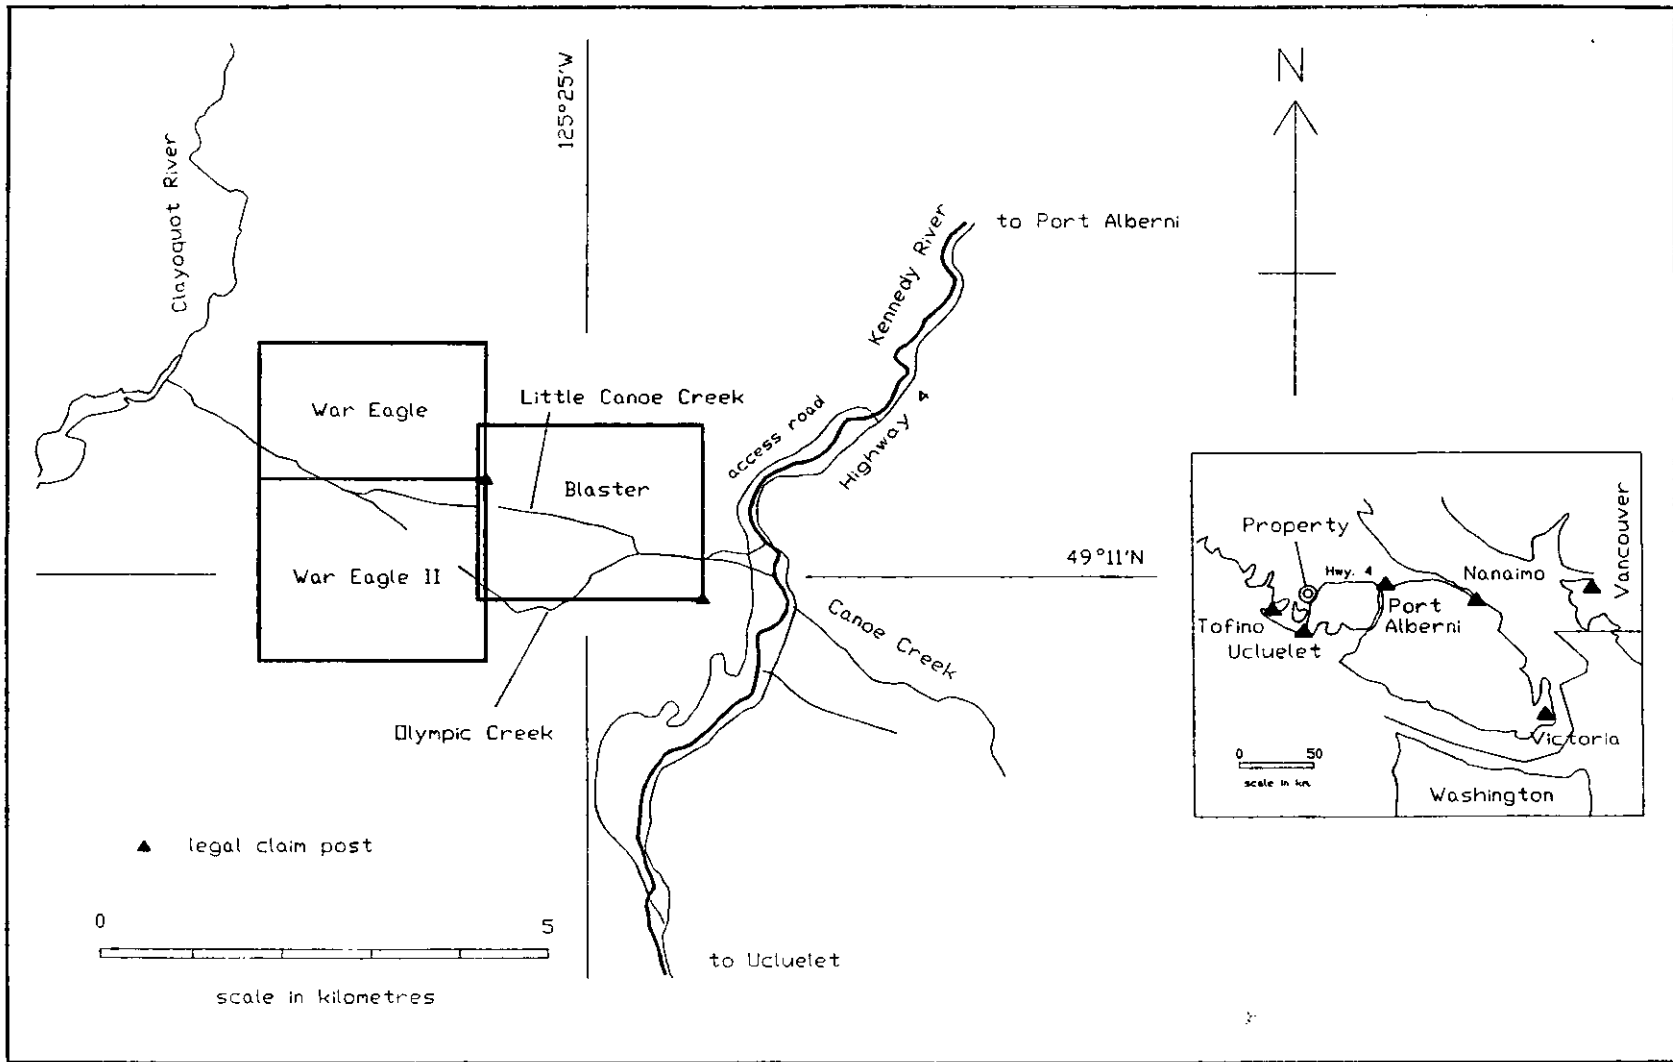 N
125°25'W
Clayoquot River
to Port Alberni
Kennedy River
War Eagle
Little Canoe Creek
access road
Highway 4
Blaster
49°11'N
War Eagle II
Canoe Creek
Olympic Creek
legal claim post
0 5
scale in kilometres
to Ucluelet
Property
Hwy. 4
Nanaimo
Vancouver
Tofino
Port
Alberni
Ucluelet
Victoria
0 50
scale in km.
Washington